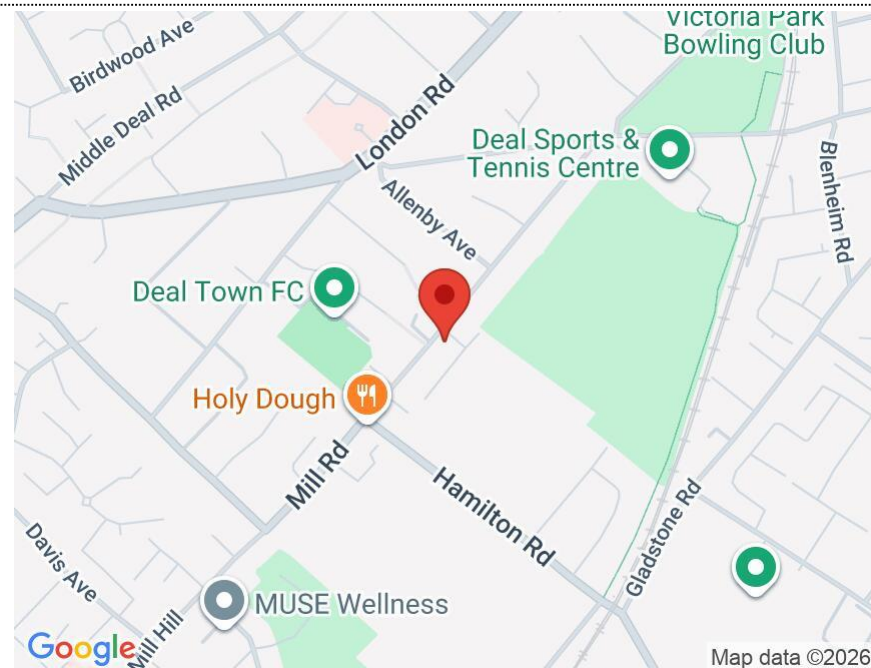 Victoria Park
Bowling Club
Birdwood Ave
London Rd
Middle Deal Rd
Deal Sports &
Tennis Centre
Blenheim Rd
Allenby Ave
Deal Town FC
Holy Dough
Mill Rd
Hamilton Rd
Gladstone Rd
Davis Ave
MUSE Wellness
Mill Hill
Google
Map data ©2026